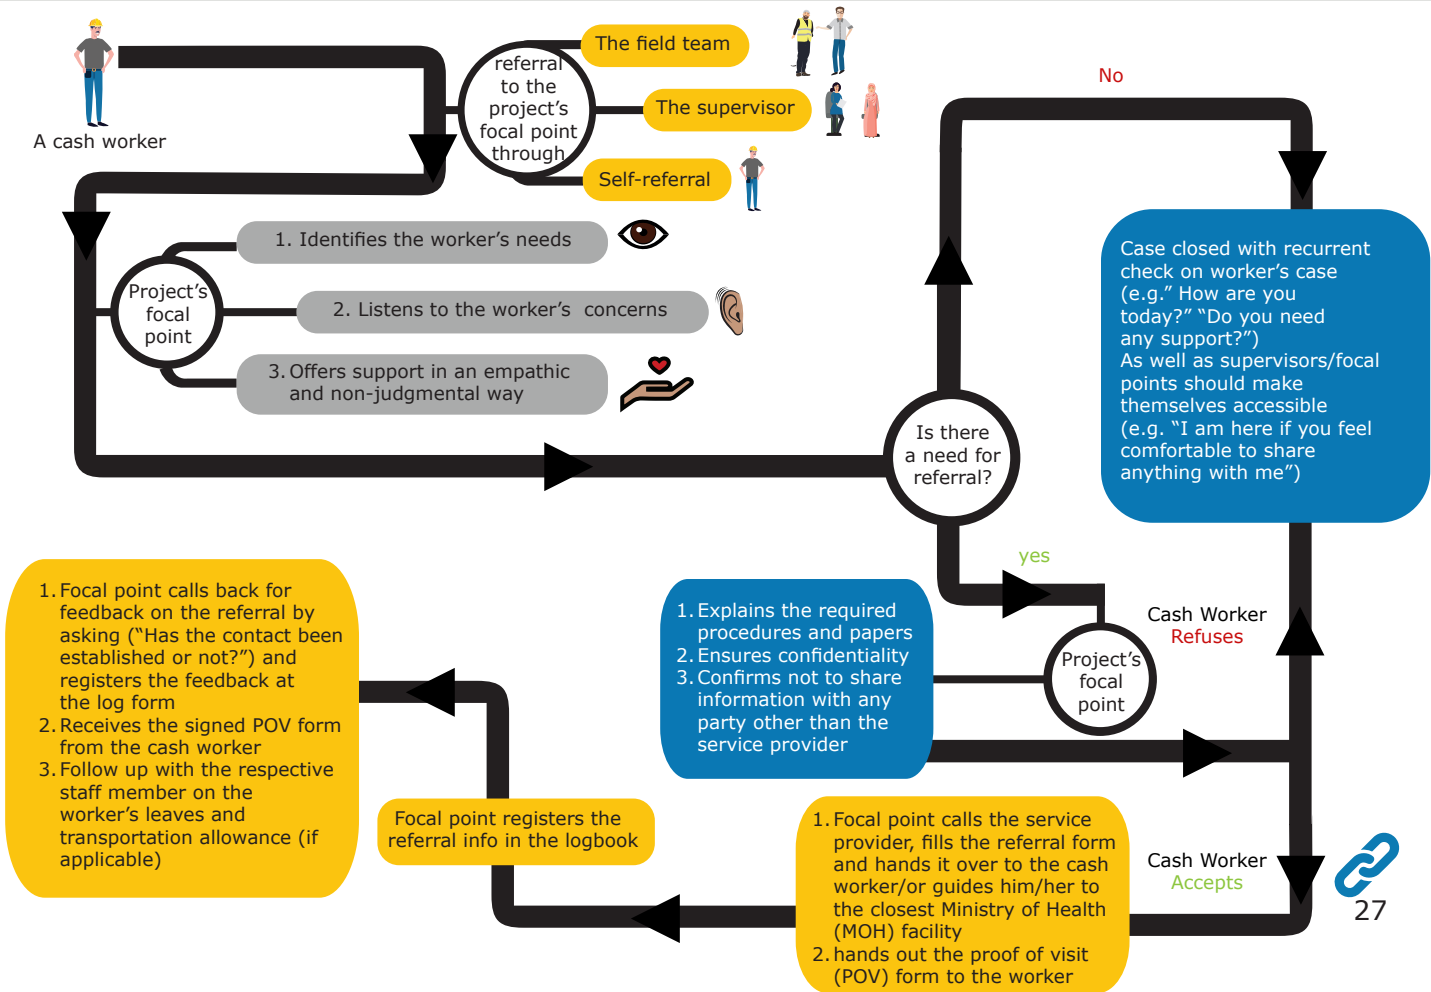 A cash worker
referral
to the
project’s
focal point
through
The field team
The supervisor
Self-referral
Project’s
focal
point
1. Identifies the worker’s needs
2. Listens to the worker’s  concerns
3. Offers support in an empathic
and non-judgmental way
Is there
a need for
referral?
No
Case closed with recurrent
check on worker’s case
(e.g.” How are you
today?” “Do you need
any support?”)
As well as supervisors/focal
points should make
themselves accessible
(e.g. “I am here if you feel
comfortable to share
anything with me”)
yes
Project’s
focal
point
1. Explains the required
procedures and papers
2. Ensures confidentiality
3. Confirms not to share
information with any
party other than the
service provider
Cash Worker
Refuses
Cash Worker
Accepts
1. Focal point calls the service
provider, fills the referral form
and hands it over to the cash
worker/or guides him/her to
the closest Ministry of Health
(MOH) facility
2. hands out the proof of visit
(POV) form to the worker
Focal point registers the
referral info in the logbook
1. Focal point calls back for
feedback on the referral by
asking (“Has the contact been
established or not?”) and
registers the feedback at
the log form
2. Receives the signed POV form
from the cash worker
3. Follow up with the respective
staff member on the
worker’s leaves and
transportation allowance (if
applicable)
27